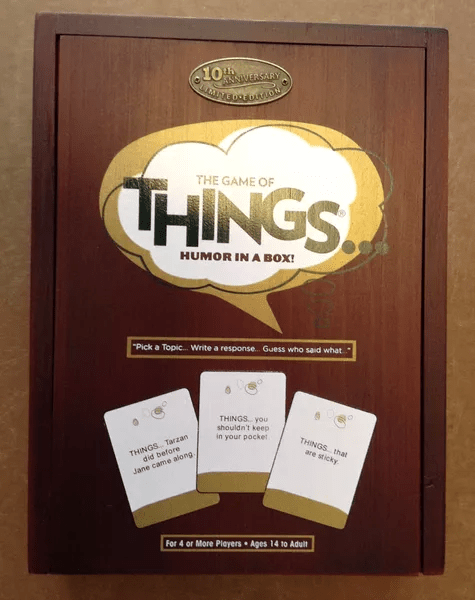 10th
ANNIVERSARY
LIMITED•EDITION
THE GAME OF
THINGS®...
HUMOR IN A BOX!
"Pick a Topic... Write a response... Guess who said what..."
THINGS... Tarzan
did before
Jane came along.
THINGS... you
shouldn't keep
in your pocket
THINGS... that
are sticky.
For 4 or More Players • Ages 14 to Adult